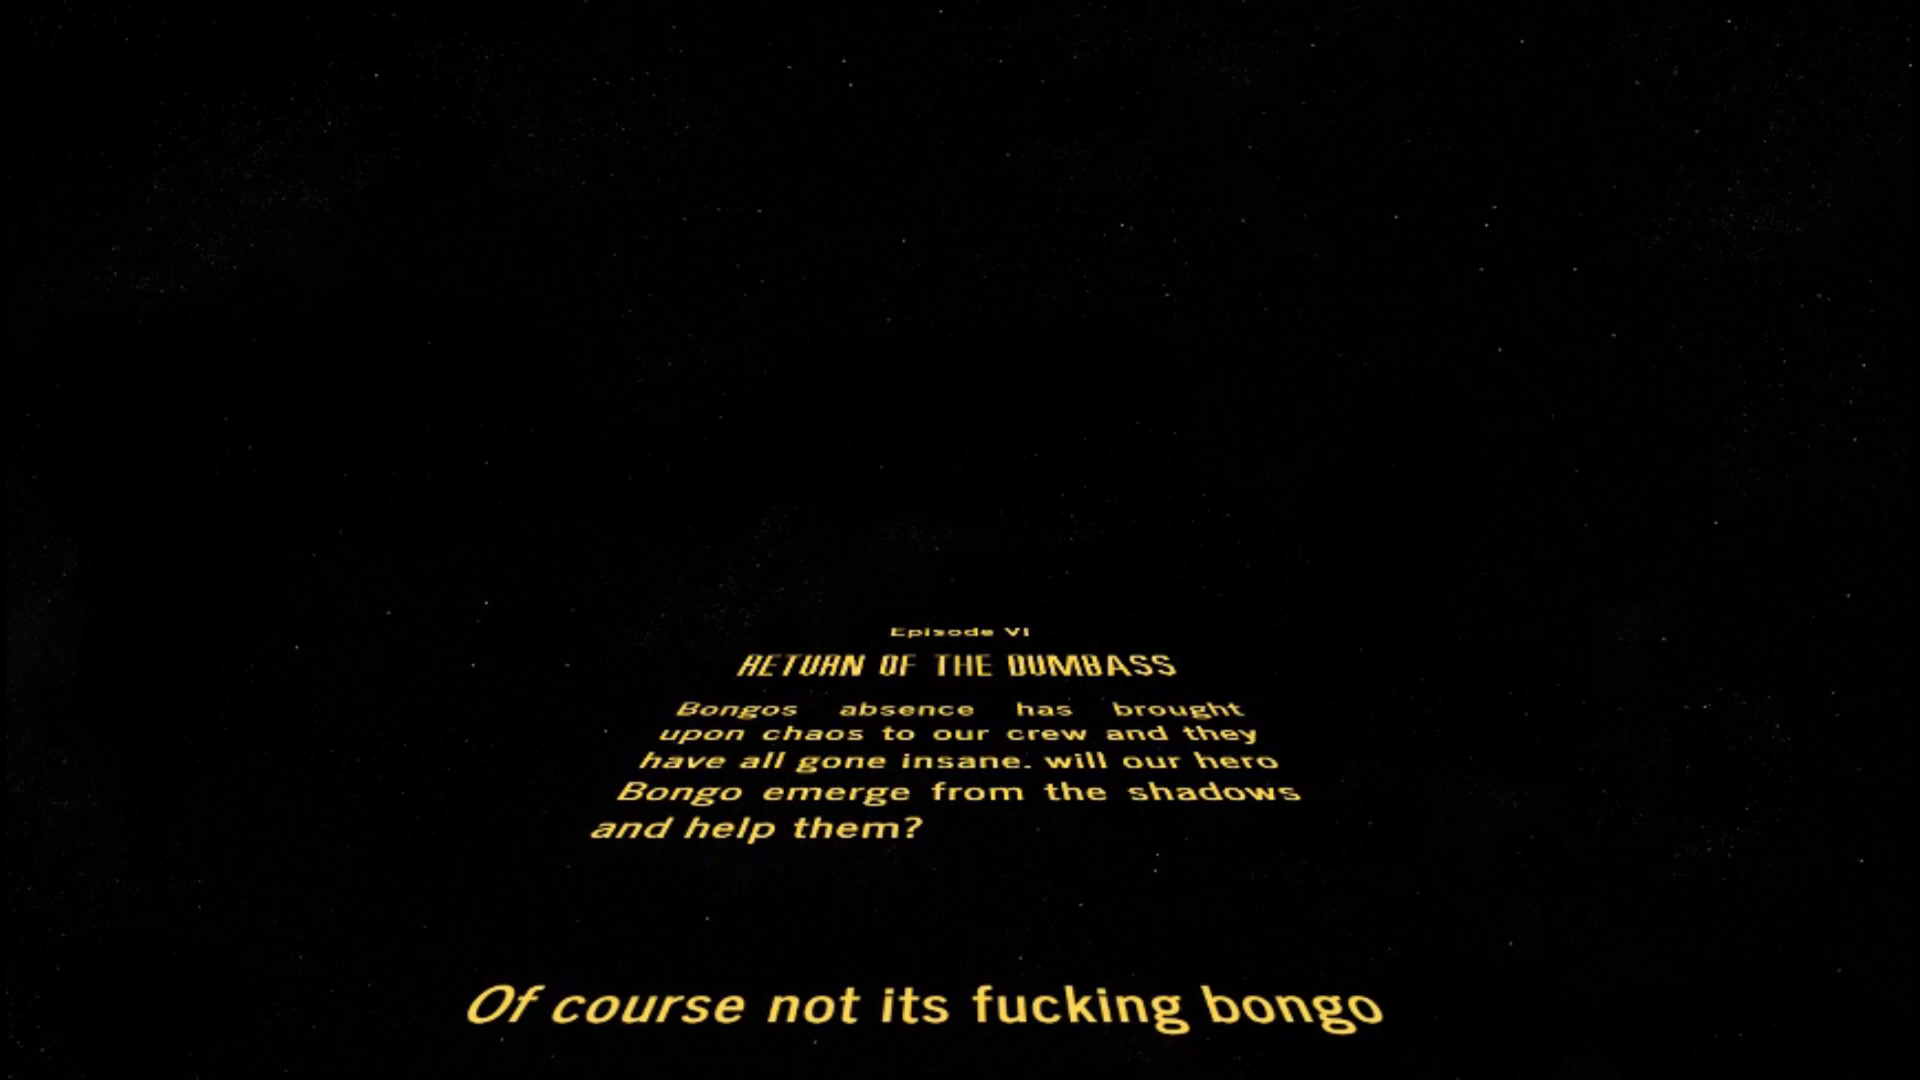 Episode VI
RETURN OF THE DUMBASS
Bongos absence has brought
upon chaos to our crew and they
have all gone insane. will our hero
Bongo emerge from the shadows
and help them?
Of course not its fucking bongo